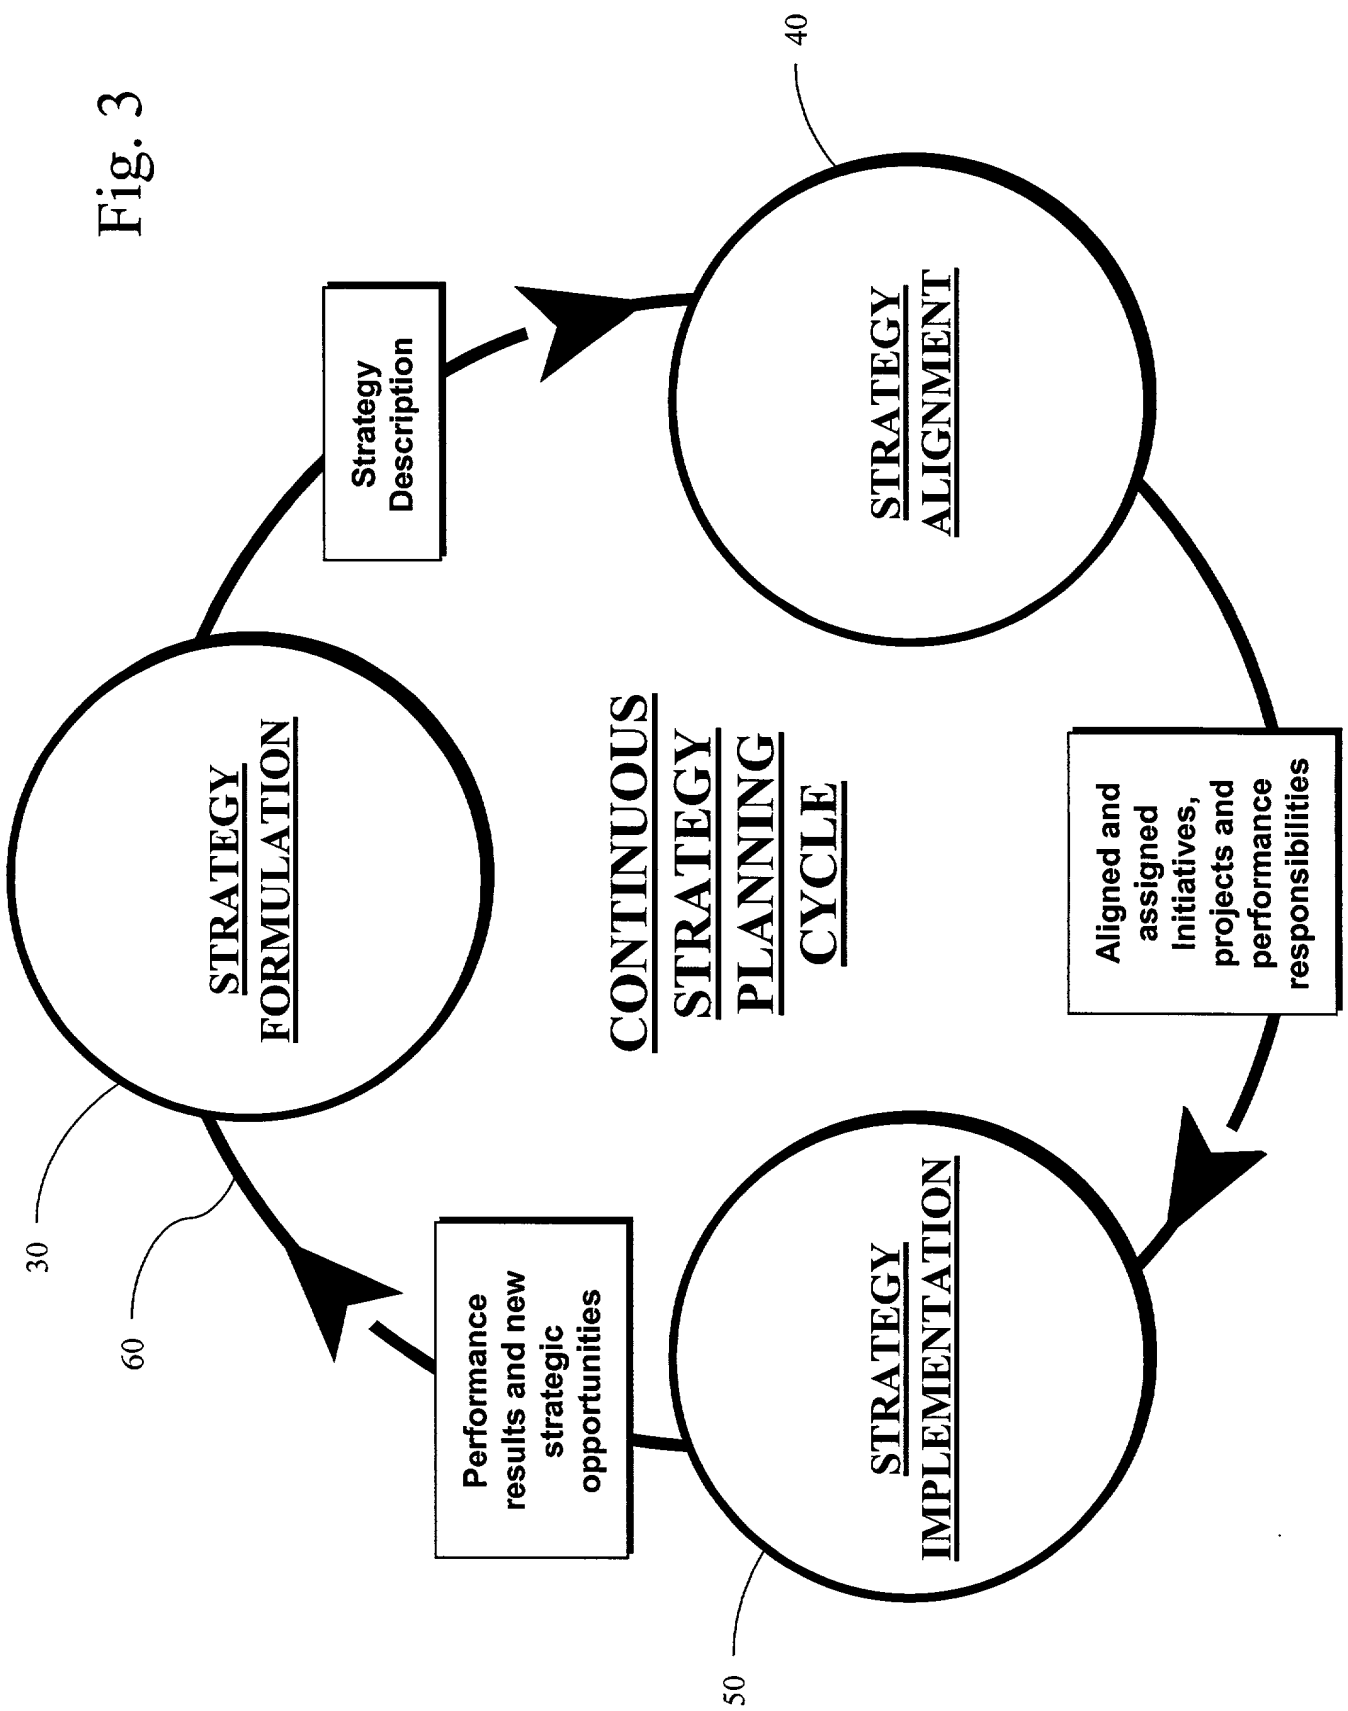 Fig. 3
30
STRATEGY
FORMULATION
60
Strategy
Description
40
STRATEGY
ALIGNMENT
CONTINUOUS
STRATEGY
PLANNING
CYCLE
Aligned and
assigned
Initiatives,
projects and
performance
responsibilities
STRATEGY
IMPLEMENTATION
50
Performance
results and new
strategic
opportunities